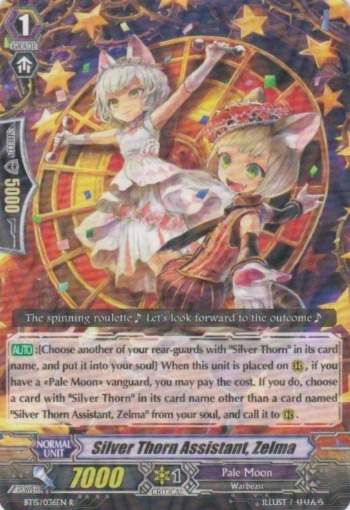 1
GRADE
SHIELD
5000
The spinning roulette♪ Let's look forward to the outcome♪
AUTO :[Choose another of your rear-guards with "Silver Thorn" in its card
name, and put it into your soul] When this unit is placed on , if you
have a «Pale Moon» vanguard, you may pay the cost. If you do, choose
a card with "Silver Thorn" in its card name other than a card named
"Silver Thorn Assistant, Zelma" from your soul, and call it to .
NORMAL
UNIT
Silver Thorn Assistant, Zelma
POWER
7000
1
CRITICAL
Pale Moon
Warbeast
BT15/036EN R
ILLUST /